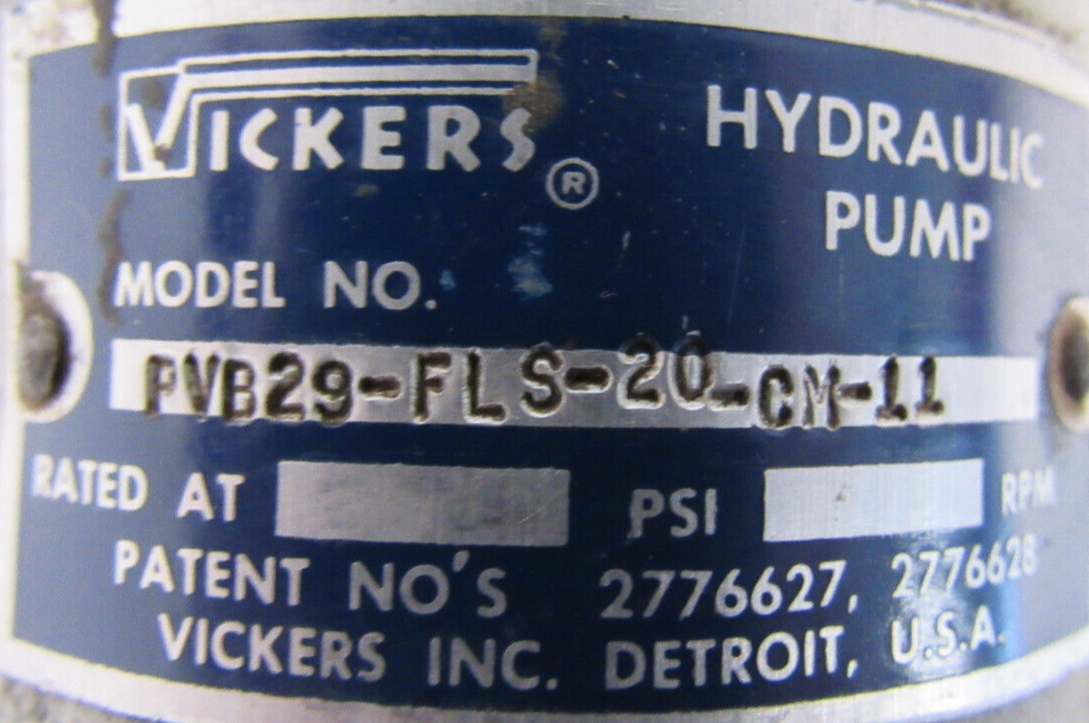 VICKERS®
HYDRAULIC
PUMP
MODEL NO.
PVB29-FLS-20-CM-11
RATED AT PSI RPM
PATENT NO'S 2776627, 2776628
VICKERS INC. DETROIT, U.S.A.